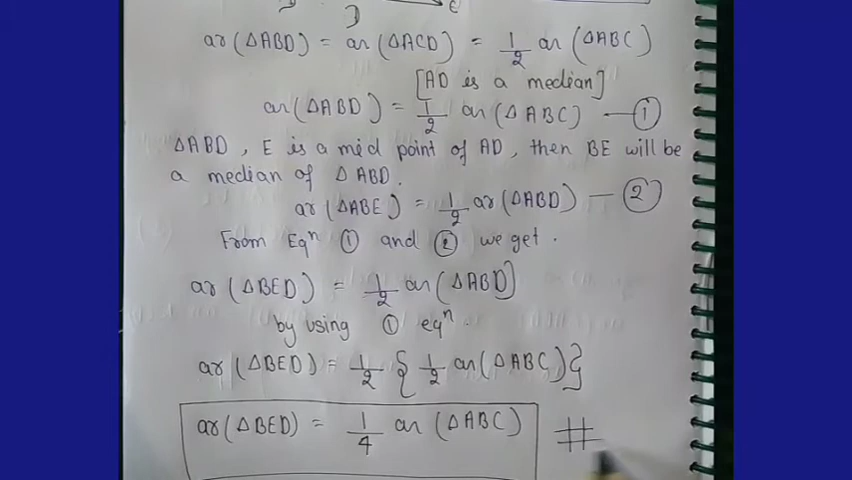 ar (ΔABD) = ar (ΔACD) = 1/2 ar (ΔABC)
[AD is a median]
ar (ΔABD) = 1/2 ar (ΔABC) — ①
ΔABD, E is a mid point of AD, then BE will be
a median of ΔABD.
ar (ΔABE) = 1/2 ar (ΔABD) — ②
From Eqⁿ ① and ② we get.
ar (ΔBED) = 1/2 ar (ΔABD]
by using ① eqⁿ.
ar (ΔBED) = 1/2 { 1/2 ar (ΔABC) }
ar (ΔBED) = 1/4 ar (ΔABC) #